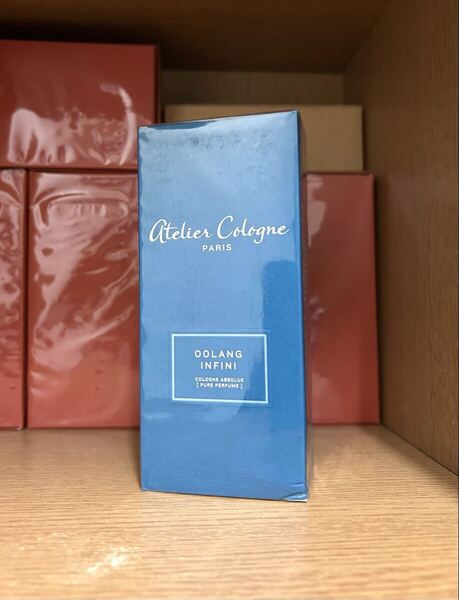 Atelier Cologne
PARIS
OOLANG
INFINI
COLOGNE ABSOLUE
[ PURE PERFUME ]